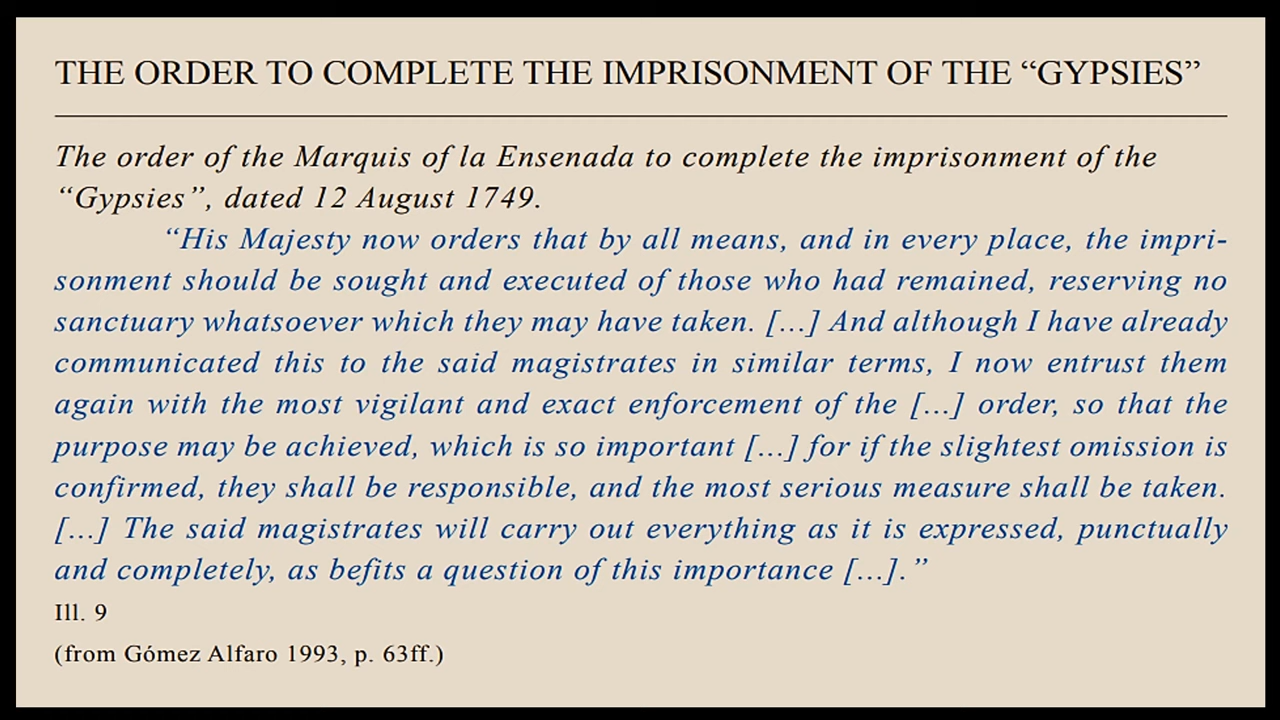 THE ORDER TO COMPLETE THE IMPRISONMENT OF THE “GYPSIES”
The order of the Marquis of la Ensenada to complete the imprisonment of the
“Gypsies”, dated 12 August 1749.
“His Majesty now orders that by all means, and in every place, the impri-
sonment should be sought and executed of those who had remained, reserving no
sanctuary whatsoever which they may have taken. [...] And although I have already
communicated this to the said magistrates in similar terms, I now entrust them
again with the most vigilant and exact enforcement of the [...] order, so that the
purpose may be achieved, which is so important [...] for if the slightest omission is
confirmed, they shall be responsible, and the most serious measure shall be taken.
[...] The said magistrates will carry out everything as it is expressed, punctually
and completely, as befits a question of this importance [...].”
Ill. 9
(from Gómez Alfaro 1993, p. 63ff.)